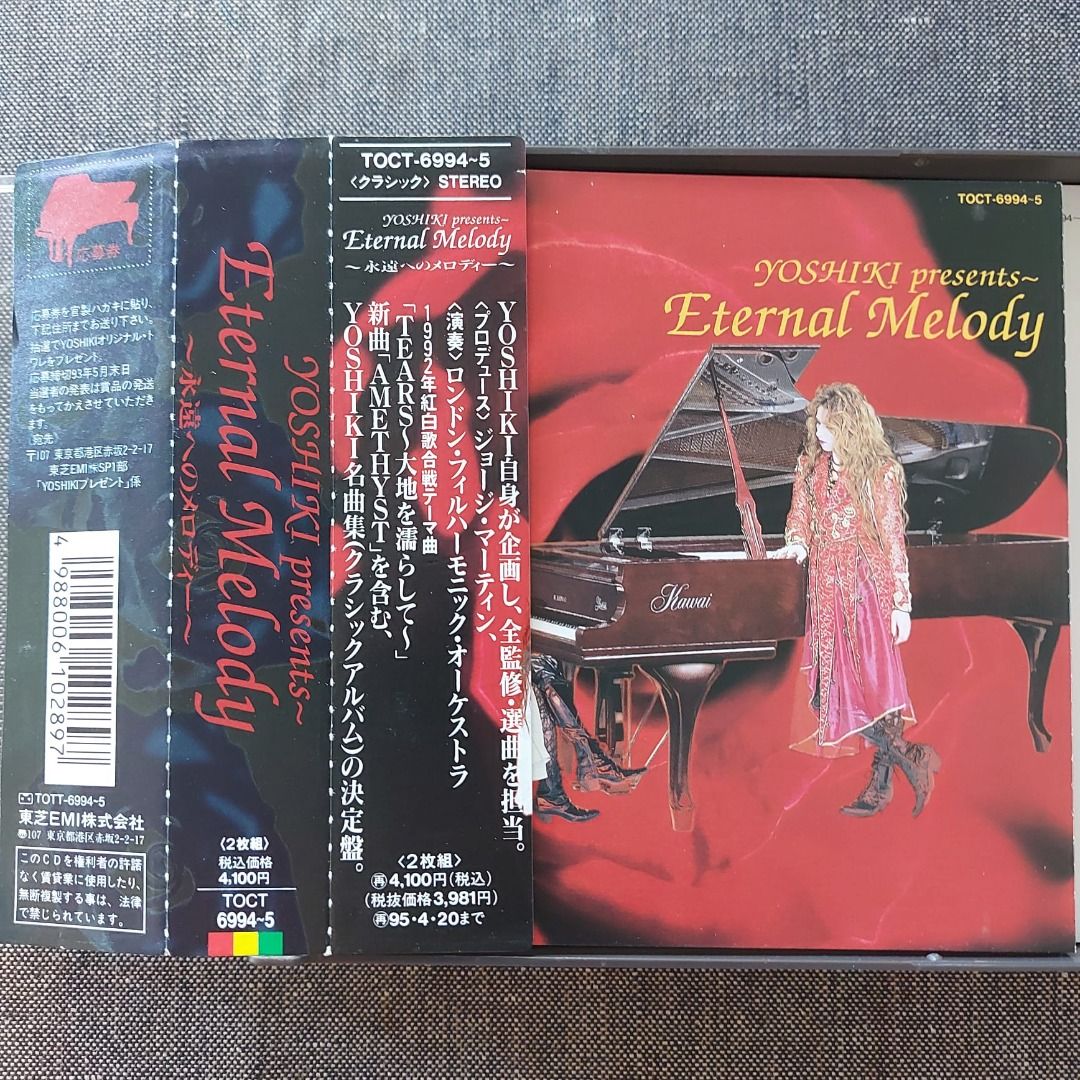 応募券
応募券を官製ハガキに貼り、
下記住所までお送り下さい。
抽選でYOSHIKIオリジナル・ト
ワレをプレゼント。
応募締切93年5月末日
当選者の発表は賞品の発送
をもってかえさせていただき
ます。
〈宛先〉
〒107 東京都港区赤坂2-2-17
東芝EMI㈱SP1部
「YOSHIKIプレゼント」係
4 988006 102897
TOTT-6994~5
東芝EMI株式会社
〒107 東京都港区赤坂2-2-17
このCDを権利者の許諾
なく賃貸業に使用したり、
無断複製する事は、法律
で禁じられています。
YOSHIKI presents~
Eternal Melody
~永遠へのメロディー~
〈2枚組〉
税込価格
4,100円
TOCT
6994~5
TOCT-6994~5
〈クラシック〉 STEREO
YOSHIKI presents~
Eternal Melody
~永遠へのメロディー~
YOSHIKI自身が企画し、全監修・選曲を担当。
〈プロデュース〉ジョージ・マーティン、
〈演奏〉ロンドン・フィルハーモニック・オーケストラ
1992年紅白歌合戦テーマ曲
「TEARS~大地を濡らして~」
新曲「AMETHYST」を含む、
YOSHIKI名曲集(クラシックアルバム)の決定盤。
〈2枚組〉
㊢4,100円(税込)
(税抜価格3,981円)
㊢95・4・20まで
TOCT-6994~5
YOSHIKI presents~
Eternal Melody
KAWAI
Kawai